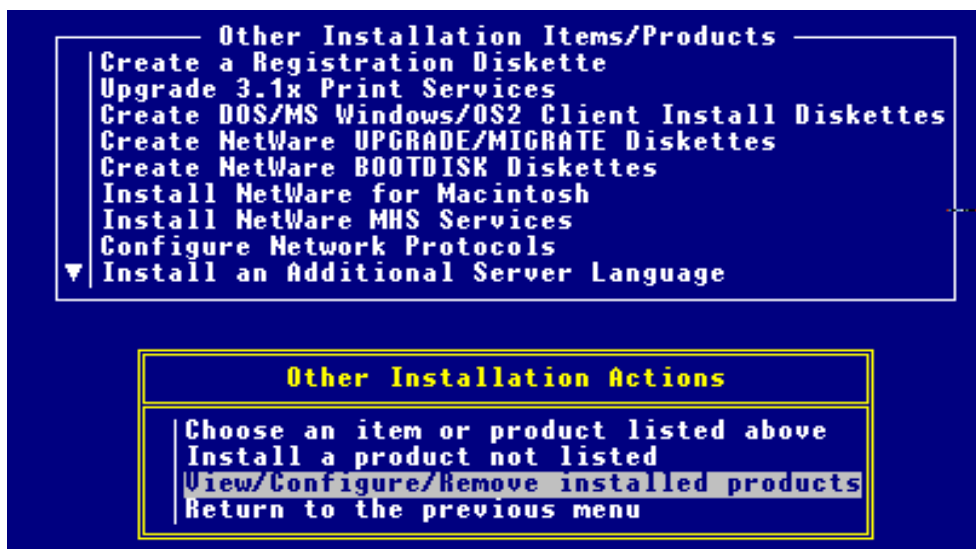 Other Installation Items/Products
Create a Registration Diskette
Upgrade 3.1x Print Services
Create DOS/MS Windows/OS2 Client Install Diskettes
Create NetWare UPGRADE/MIGRATE Diskettes
Create NetWare BOOTDISK Diskettes
Install NetWare for Macintosh
Install NetWare MHS Services
Configure Network Protocols
Install an Additional Server Language
Other Installation Actions
Choose an item or product listed above
Install a product not listed
View/Configure/Remove installed products
Return to the previous menu